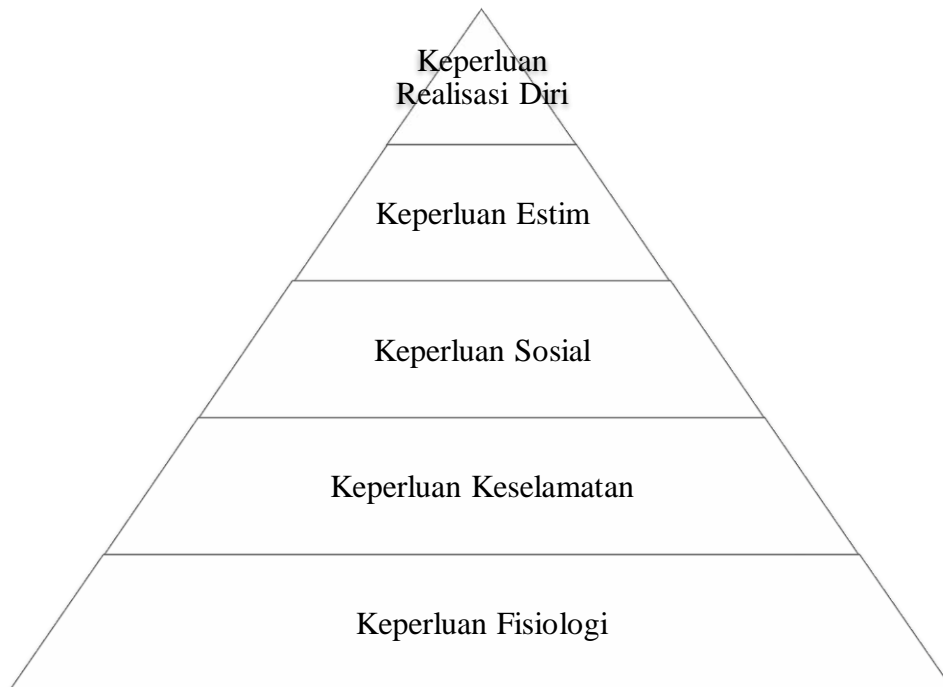 Keperluan
Realisasi Diri
Keperluan Estim
Keperluan Sosial
Keperluan Keselamatan
Keperluan Fisiologi